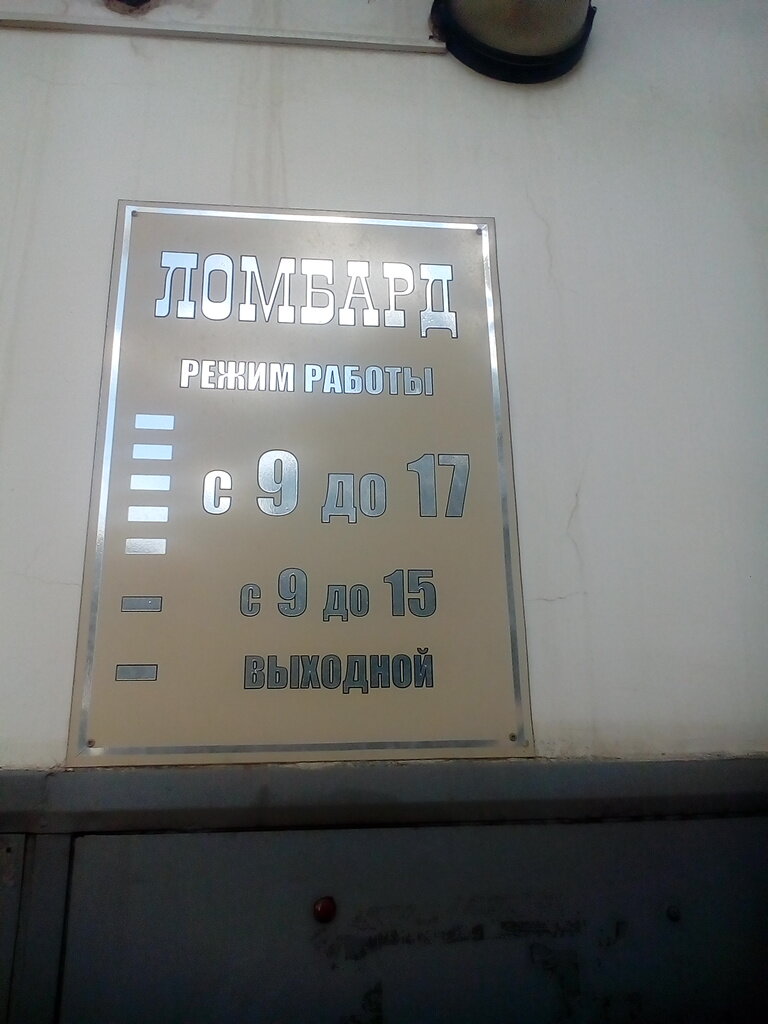 ЛОМБАРД
РЕЖИМ РАБОТЫ
с 9 до 17
с 9 до 15
ВЫХОДНОЙ